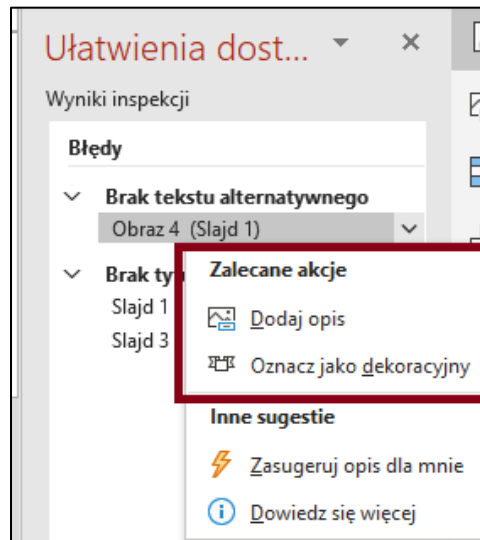 Ułatwienia dost...
Wyniki inspekcji
Błędy
Brak tekstu alternatywnego
Obraz 4 (Slajd 1)
Brak
Slajd 1
Slajd 3
Zalecane akcje
Dodaj opis
Oznacz jako dekoracyjny
Inne sugestie
Zasugeruj opis dla mnie
Dowiedz się więcej